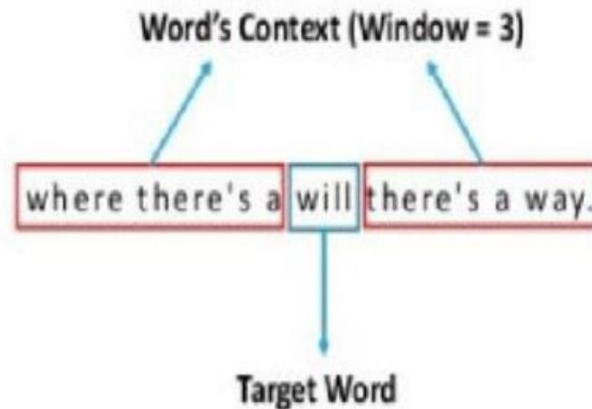 Word's Context (Window = 3)
where there's a will there's a way.
Target Word